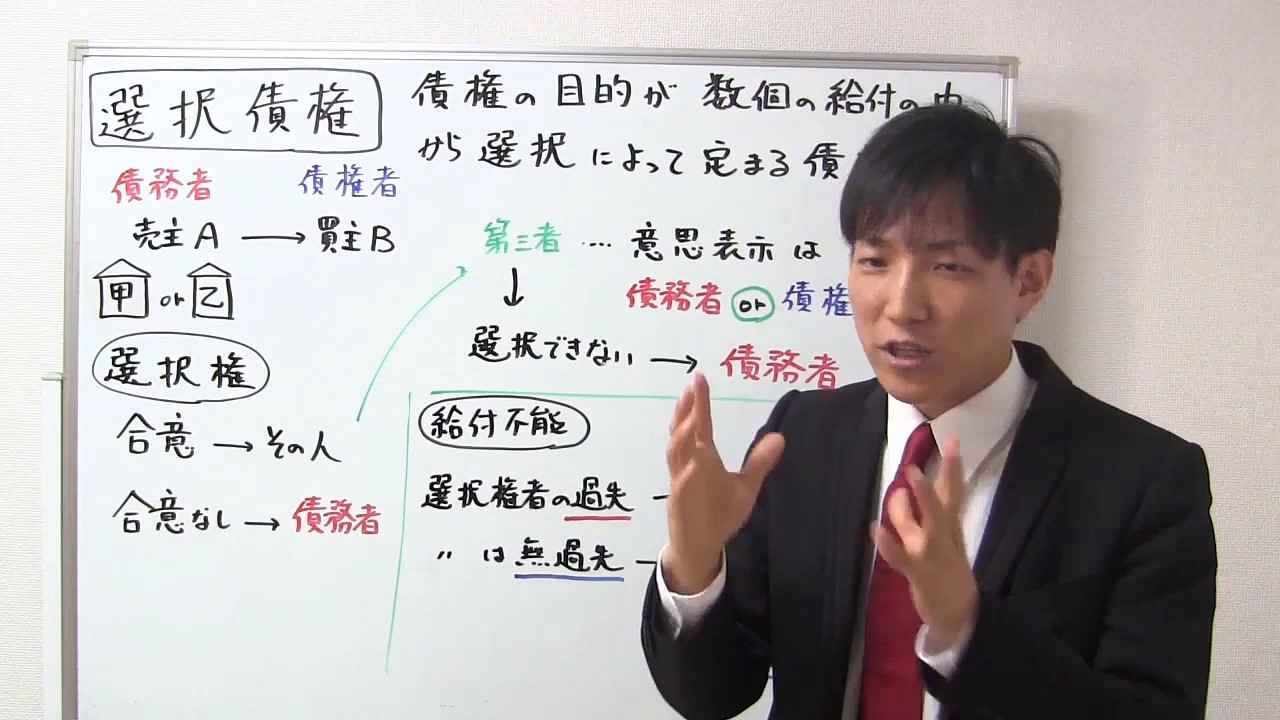 選択債権
債権の目的が数個の給付の中
から選択によって定まる債
債務者 債権者
売主A → 買主B
甲 or 乙
選択権
合意 → その人
合意なし → 債務者
第三者 …. 意思表示は
債務者 or 債権
↓
選択できない → 債務者
給付不能
選択権者の過失 →
〃 は無過失 →